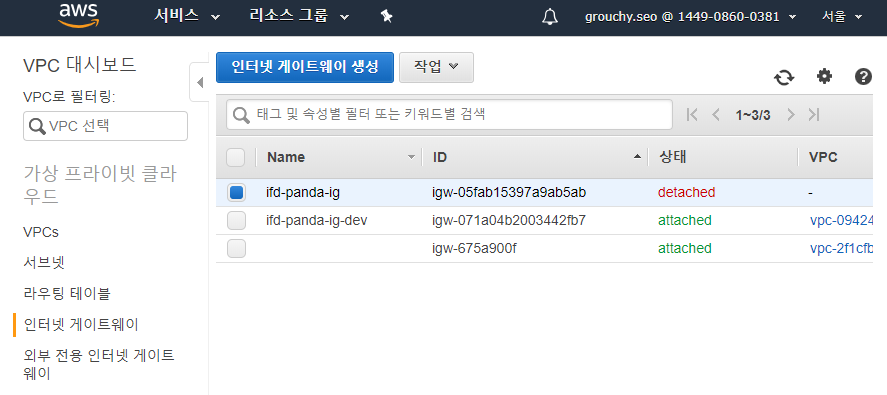 aws 서비스 리소스 그룹 grouchy.seo @ 1449-0860-0381 서울
VPC 대시보드
VPC로 필터링:
VPC 선택
가상 프라이빗 클라
우드
VPCs
서브넷
라우팅 테이블
인터넷 게이트웨이
외부 전용 인터넷 게이트
웨이
인터넷 게이트웨이 생성 작업
태그 및 속성별 필터 또는 키워드별 검색 1~3/3
Name ID 상태 VPC
ifd-panda-ig igw-05fab15397a9ab5ab detached -
ifd-panda-ig-dev igw-071a04b2003442fb7 attached vpc-09424
igw-675a900f attached vpc-2f1cfb